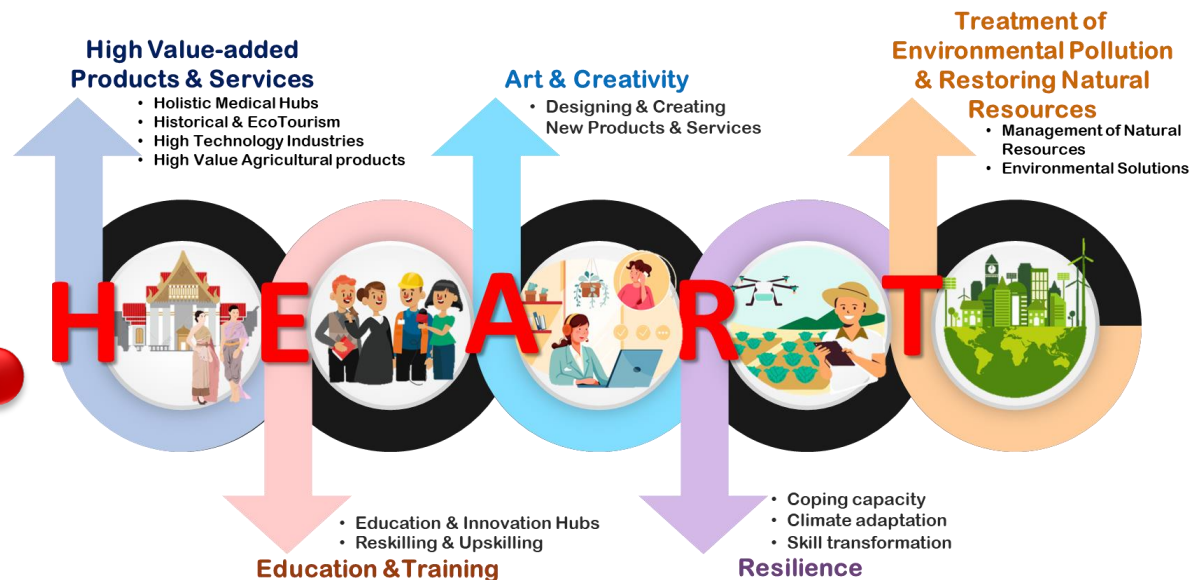 High Value-added
Products & Services
• Holistic Medical Hubs
• Historical & EcoTourism
• High Technology Industries
• High Value Agricultural products
Art & Creativity
• Designing & Creating
New Products & Services
Treatment of
Environmental Pollution
& Restoring Natural
Resources
• Management of Natural
Resources
• Environmental Solutions
H E A R T
• Education & Innovation Hubs
• Reskilling & Upskilling
Education &Training
• Coping capacity
• Climate adaptation
• Skill transformation
Resilience